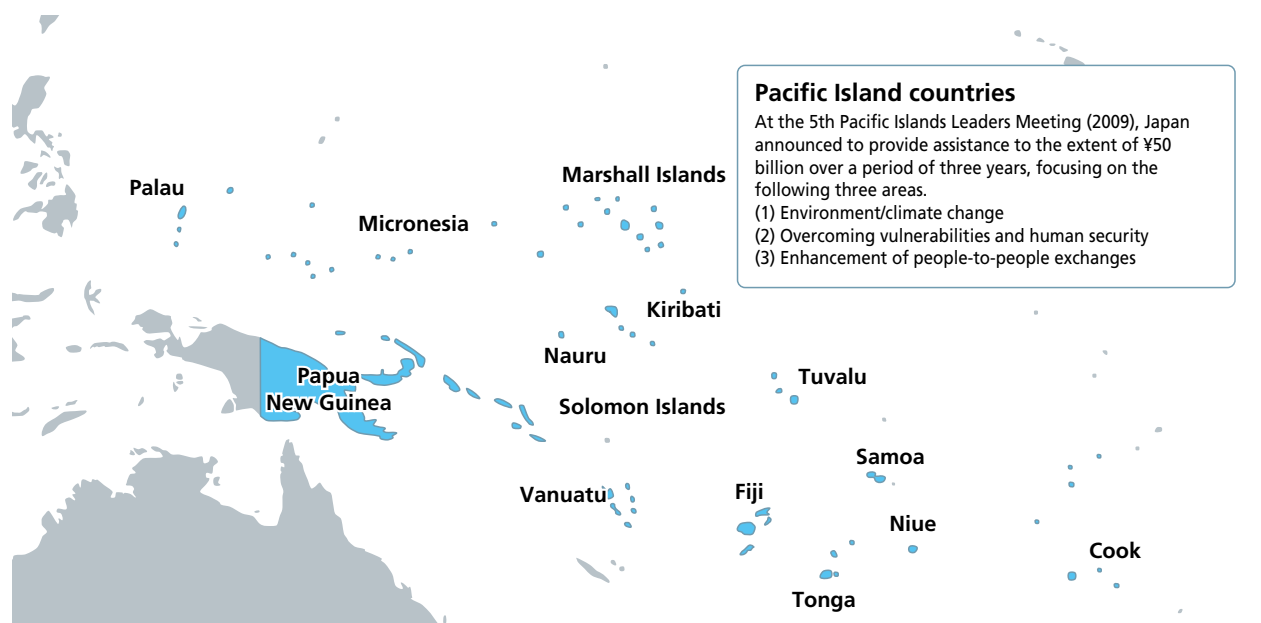 Pacific Island countries
At the 5th Pacific Islands Leaders Meeting (2009), Japan
announced to provide assistance to the extent of ¥50
billion over a period of three years, focusing on the
following three areas.
(1) Environment/climate change
(2) Overcoming vulnerabilities and human security
(3) Enhancement of people-to-people exchanges
Marshall Islands
Palau
Micronesia
Kiribati
Nauru
Papua
New Guinea
Tuvalu
Solomon Islands
Samoa
Vanuatu
Fiji
Niue
Cook
Tonga